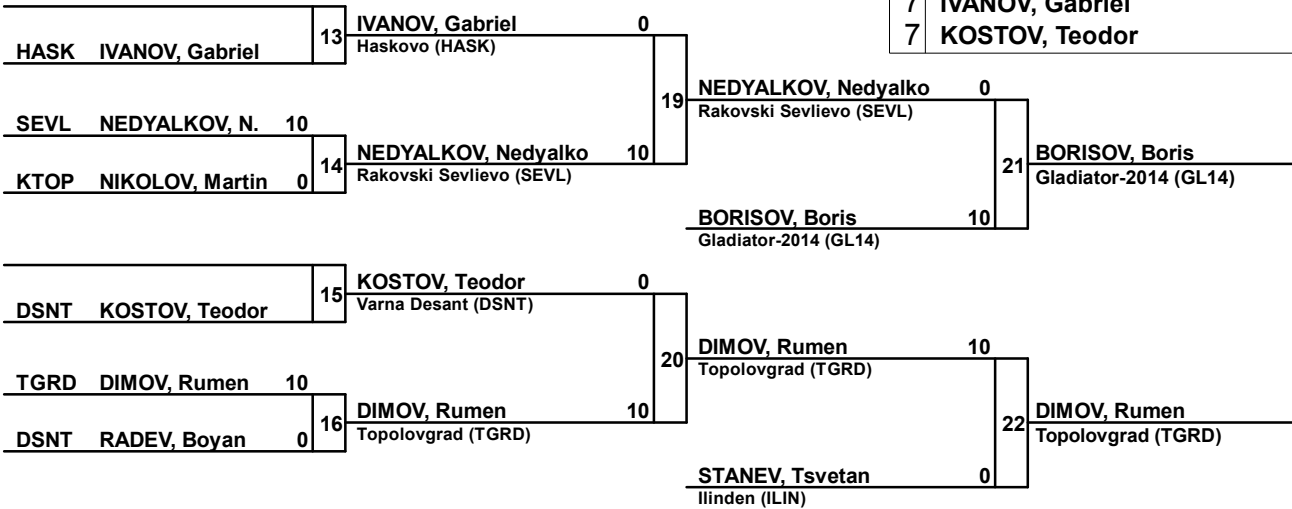 7 IVANOV, Gabriel
7 KOSTOV, Teodor
HASK IVANOV, Gabriel
13
IVANOV, Gabriel 0
Haskovo (HASK)
SEVL NEDYALKOV, N. 10
KTOP NIKOLOV, Martin 0
14
NEDYALKOV, Nedyalko 10
Rakovski Sevlievo (SEVL)
19
NEDYALKOV, Nedyalko 0
Rakovski Sevlievo (SEVL)
BORISOV, Boris 10
Gladiator-2014 (GL14)
21
BORISOV, Boris
Gladiator-2014 (GL14)
DSNT KOSTOV, Teodor
15
KOSTOV, Teodor 0
Varna Desant (DSNT)
TGRD DIMOV, Rumen 10
DSNT RADEV, Boyan 0
16
DIMOV, Rumen 10
Topolovgrad (TGRD)
20
DIMOV, Rumen 10
Topolovgrad (TGRD)
STANEV, Tsvetan 0
Ilinden (ILIN)
22
DIMOV, Rumen
Topolovgrad (TGRD)